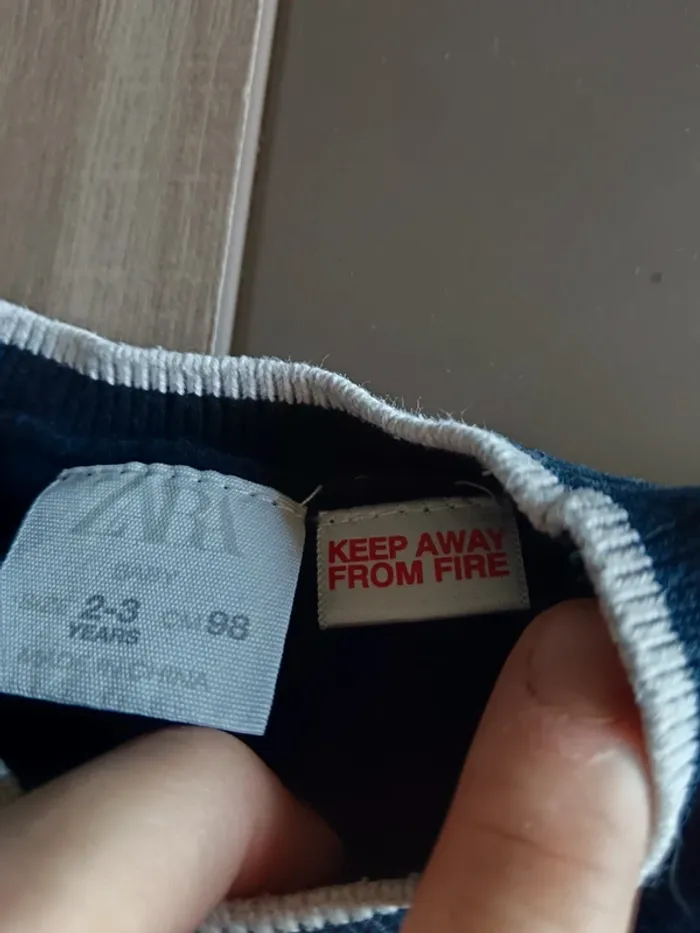 ZARA
BABY
SIZE 2-3 CM 98
YEARS
MADE IN CHINA
KEEP AWAY
FROM FIRE